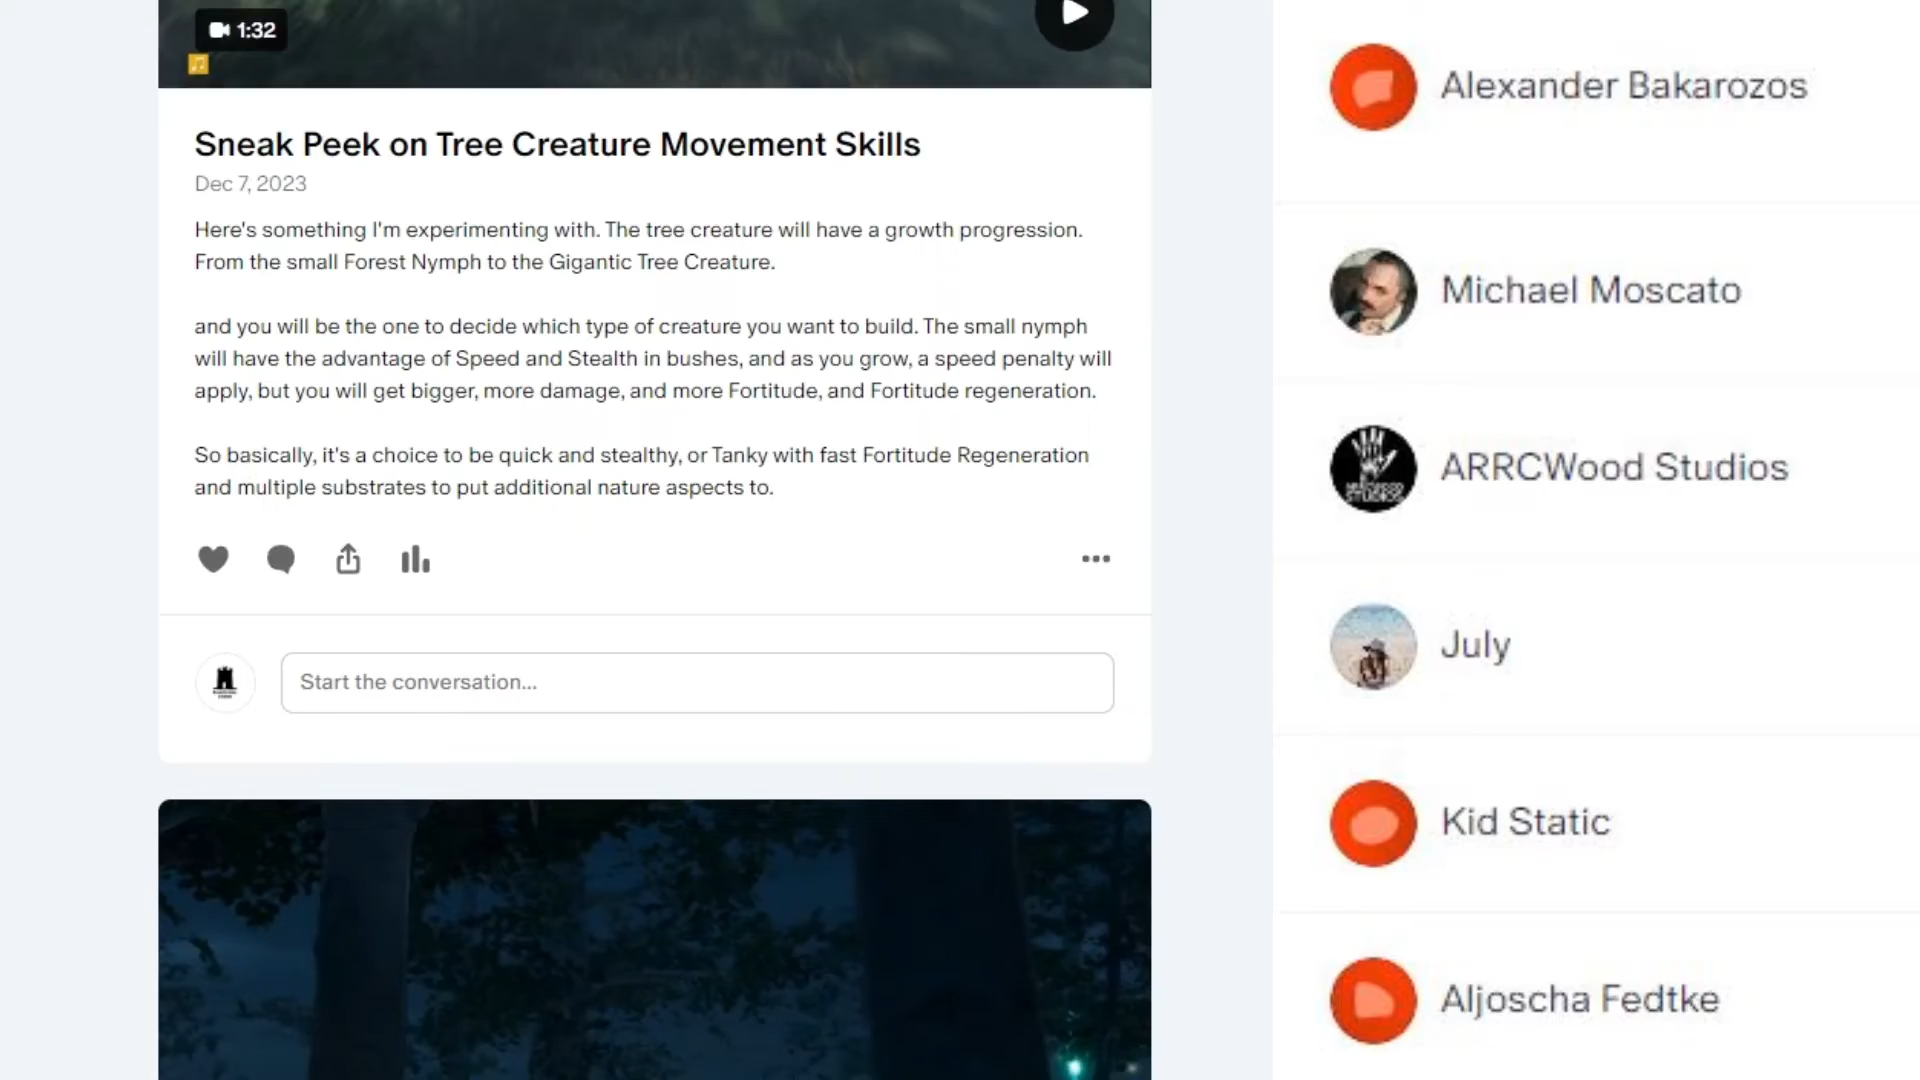 1:32
Sneak Peek on Tree Creature Movement Skills
Dec 7, 2023
Here's something I'm experimenting with. The tree creature will have a growth progression.
From the small Forest Nymph to the Gigantic Tree Creature.
and you will be the one to decide which type of creature you want to build. The small nymph
will have the advantage of Speed and Stealth in bushes, and as you grow, a speed penalty will
apply, but you will get bigger, more damage, and more Fortitude, and Fortitude regeneration.
So basically, it's a choice to be quick and stealthy, or Tanky with fast Fortitude Regeneration
and multiple substrates to put additional nature aspects to.
Start the conversation...
Alexander Bakarozos
Michael Moscato
ARRCWood Studios
July
Kid Static
Aljoscha Fedtke